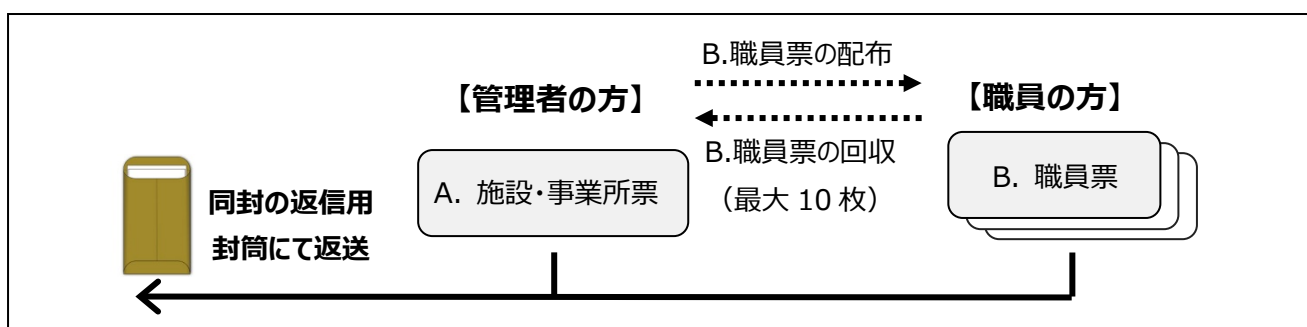 B.職員票の配布
【管理者の方】
【職員の方】
B.職員票の回収
（最大 10 枚）
A. 施設・事業所票
B. 職員票
同封の返信用
封筒にて返送